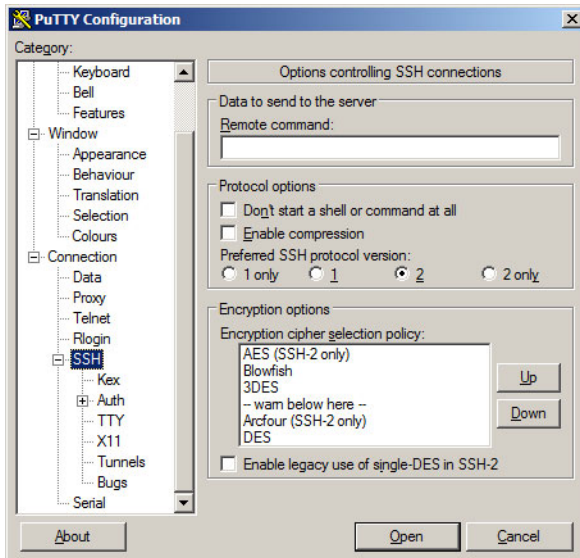 PuTTY Configuration
Category:
Keyboard
Bell
Features
Window
Appearance
Behaviour
Translation
Selection
Colours
Connection
Data
Proxy
Telnet
Rlogin
SSH
Kex
Auth
TTY
X11
Tunnels
Bugs
Serial
Options controlling SSH connections
Data to send to the server
Remote command:
Protocol options
Don't start a shell or command at all
Enable compression
Preferred SSH protocol version:
1 only 1 2 2 only
Encryption options
Encryption cipher selection policy:
AES (SSH-2 only)
Blowfish
3DES
-- warn below here --
Arcfour (SSH-2 only)
DES
Up
Down
Enable legacy use of single-DES in SSH-2
About Open Cancel